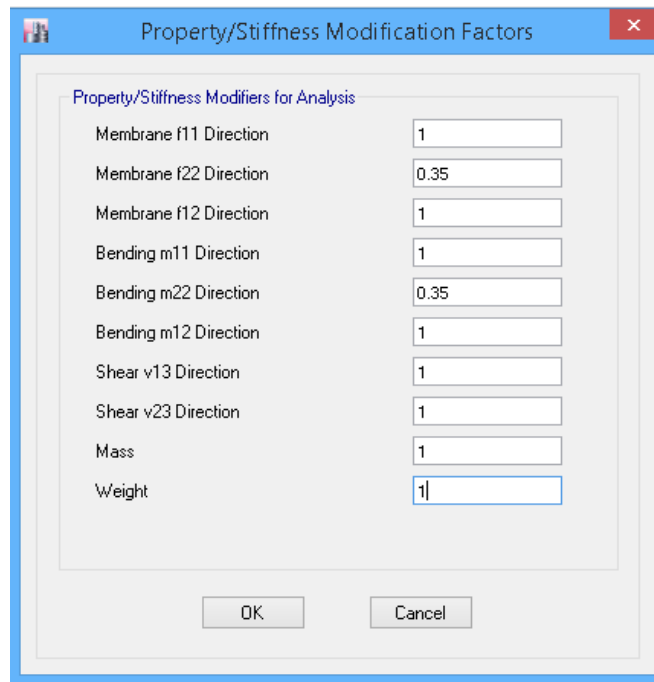 Property/Stiffness Modification Factors
Property/Stiffness Modifiers for Analysis
Membrane f11 Direction 1
Membrane f22 Direction 0.35
Membrane f12 Direction 1
Bending m11 Direction 1
Bending m22 Direction 0.35
Bending m12 Direction 1
Shear v13 Direction 1
Shear v23 Direction 1
Mass 1
Weight 1
OK Cancel